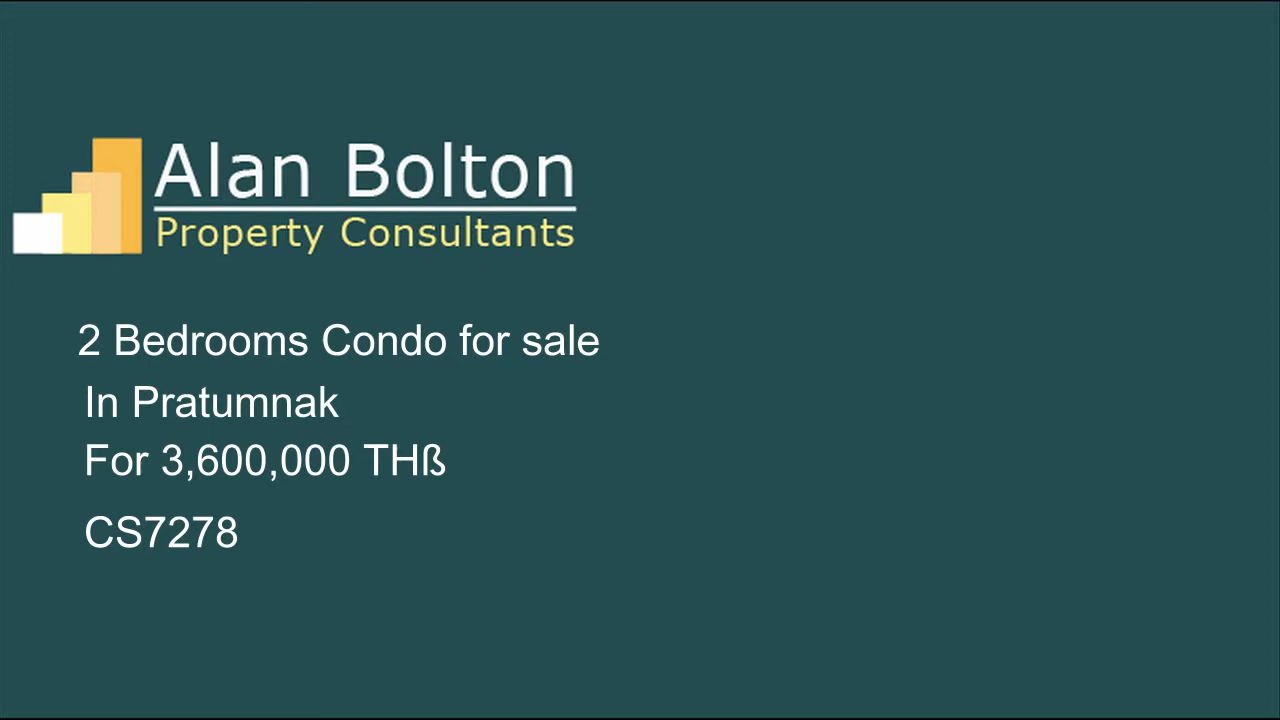 Alan Bolton
Property Consultants
2 Bedrooms Condo for sale
In Pratumnak
For 3,600,000 THß
CS7278